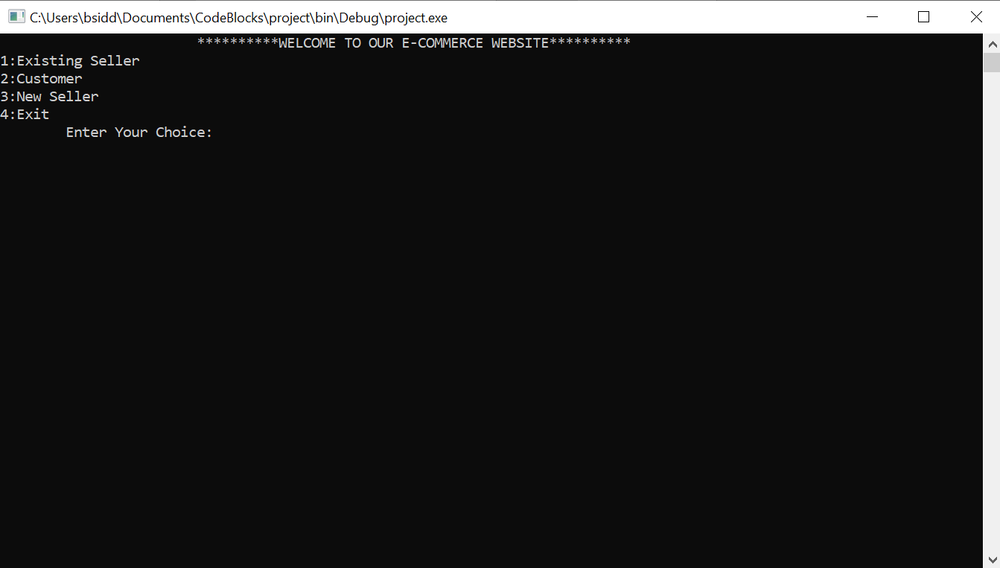 C:\Users\bsidd\Documents\CodeBlocks\project\bin\Debug\project.exe
**********WELCOME TO OUR E-COMMERCE WEBSITE**********
1:Existing Seller
2:Customer
3:New Seller
4:Exit
Enter Your Choice: